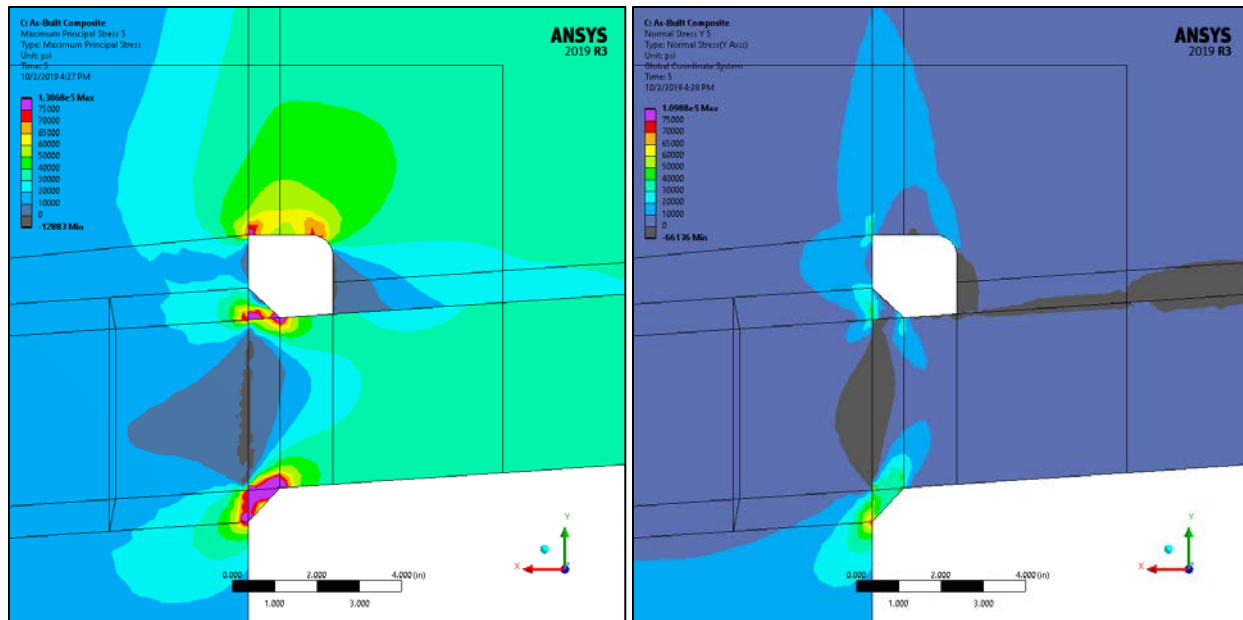 C: As-Built Composite
Maximum Principal Stress 5
Type: Maximum Principal Stress
Unit: psi
Time: 5
10/2/2019 4:27 PM
1.3868e5 Max
75000
70000
65000
60000
50000
40000
30000
20000
10000
0
-12883 Min
ANSYS
2019 R3
Y
X
Z
0.000
2.000
4.000 (in)
1.000
3.000
C: As-Built Composite
Normal Stress Y 5
Type: Normal Stress(Y Axis)
Unit: psi
Global Coordinate System
Time: 5
10/2/2019 4:28 PM
1.0988e5 Max
75000
70000
65000
60000
50000
40000
30000
20000
10000
0
-66136 Min
ANSYS
2019 R3
Y
X
Z
0.000
2.000
4.000 (in)
1.000
3.000